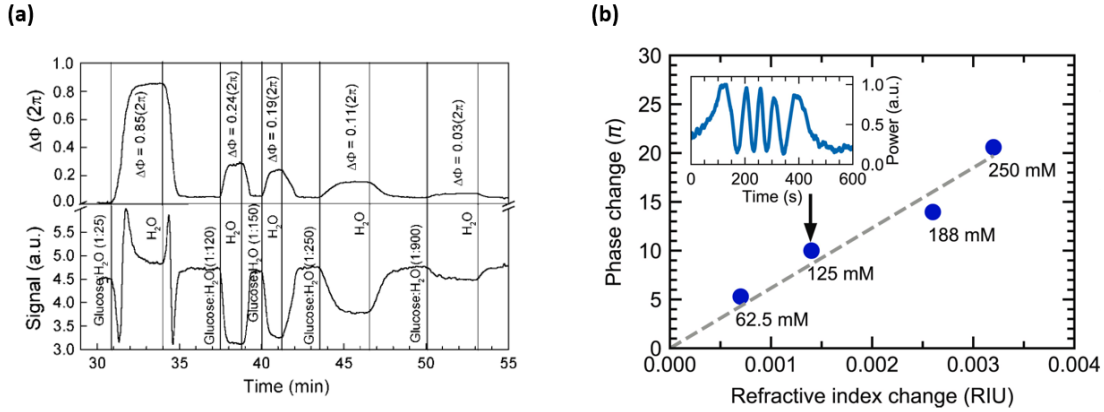 (a)
(b)
ΔΦ (2π)
1.0
0.8
0.6
0.4
0.2
0.0
ΔΦ = 0.85(2π)
ΔΦ = 0.24(2π)
ΔΦ = 0.19(2π)
ΔΦ = 0.11(2π)
ΔΦ = 0.03(2π)
Signal (a.u.)
5.5
5.0
4.5
4.0
3.5
3.0
Glucose:H2O (1:25)
H2O
Glucose:H2O (1:120)
H2O
Glucose:H2O (1:150)
H2O
Glucose:H2O (1:250)
H2O
Glucose:H2O (1:900)
H2O
30 35 40 45 50 55
Time (min)
Phase change (π)
30
25
20
15
10
5
0
1.0
0.5
0.0
Power (a.u.)
0 200 400 600
Time (s)
250 mM
188 mM
125 mM
62.5 mM
0.000 0.001 0.002 0.003 0.004
Refractive index change (RIU)